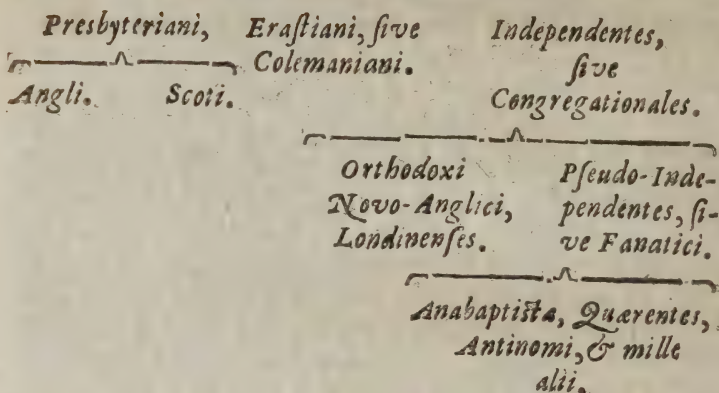 Presbyteriani,
Angli. Scoti.
Eraſtiani, ſive
Colemaniani.
Independentes,
ſive
Congregationales.
Orthodoxi
Novo-Anglici,
Londinenſes.
Pſeudo-Inde-
pendentes, ſi-
ve Fanatici.
Anabaptiſtæ, Quærentes,
Antinomi, & mille
alii.